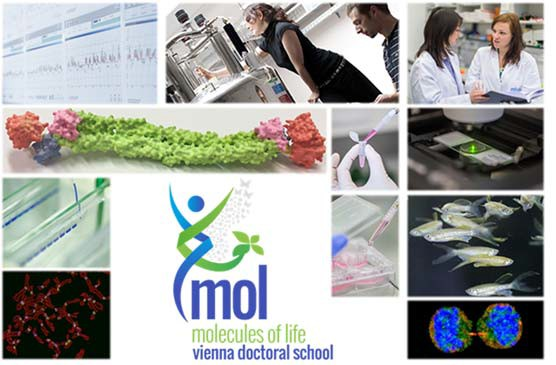 mol
molecules of life
vienna doctoral school